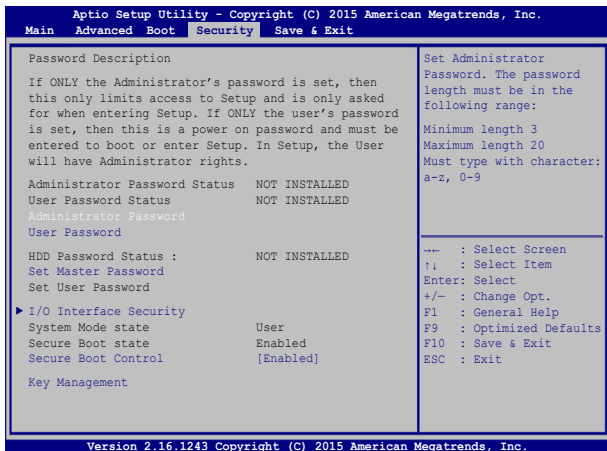 Aptio Setup Utility - Copyright (C) 2015 American Megatrends, Inc.
Main Advanced Boot Security Save & Exit
Password Description
If ONLY the Administrator's password is set, then
this only limits access to Setup and is only asked
for when entering Setup. If ONLY the user's password
is set, then this is a power on password and must be
entered to boot or enter Setup. In Setup, the User
will have Administrator rights.
Administrator Password Status NOT INSTALLED
User Password Status NOT INSTALLED
Administrator Password
User Password
HDD Password Status : NOT INSTALLED
Set Master Password
Set User Password
I/O Interface Security
System Mode state User
Secure Boot state Enabled
Secure Boot Control [Enabled]
Key Management
Set Administrator
Password. The password
length must be in the
following range:
Minimum length 3
Maximum length 20
Must type with character:
a-z, 0-9
→← : Select Screen
↑↓ : Select Item
Enter: Select
+/— : Change Opt.
F1 : General Help
F9 : Optimized Defaults
F10 : Save & Exit
ESC : Exit
Version 2.16.1243 Copyright (C) 2015 American Megatrends, Inc.